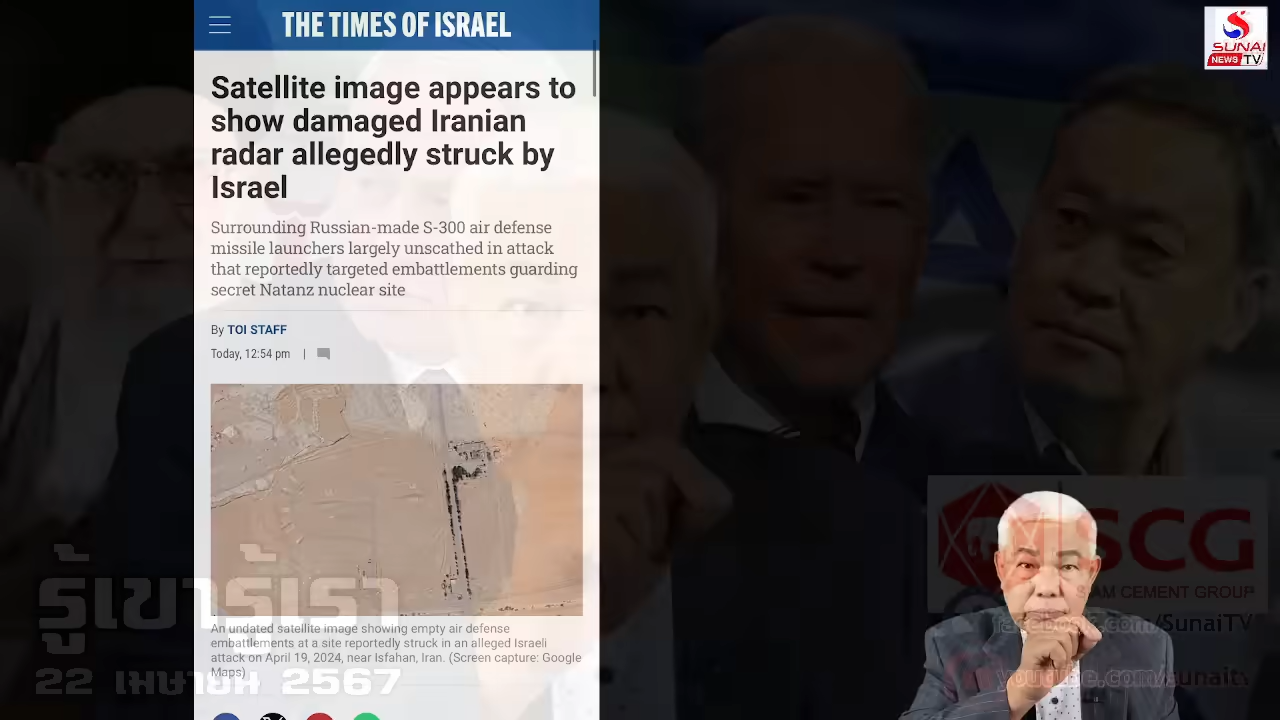 THE TIMES OF ISRAEL
SUNAI
NEWS TV
Satellite image appears to
show damaged Iranian
radar allegedly struck by
Israel
Surrounding Russian-made S-300 air defense
missile launchers largely unscathed in attack
that reportedly targeted embattlements guarding
secret Natanz nuclear site
By TOI STAFF
Today, 12:54 pm
An undated satellite image showing empty air defense
embattlements at a site reportedly struck in an alleged Israeli
attack on April 19, 2024, near Isfahan, Iran. (Screen capture: Google
Maps)
รู้เขา รู้เรา
22 เมษายน 2567
SCG
SIAM CEMENT GROUP
facebook.com/SunaiTV
youtube.com/sunaitv